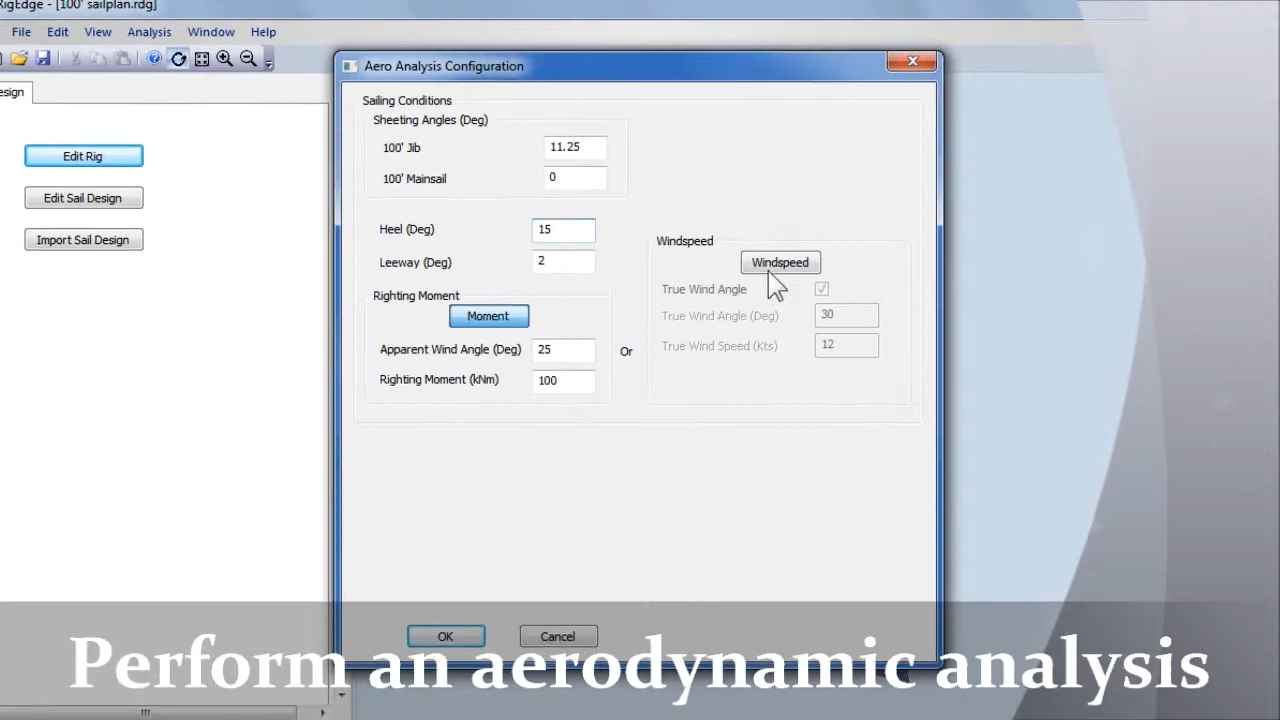 RigEdge - [100' sailplan.rdg]
File Edit View Analysis Window Help
esign
Edit Rig
Edit Sail Design
Import Sail Design
Aero Analysis Configuration
Sailing Conditions
Sheeting Angles (Deg)
100' Jib 11.25
100' Mainsail 0
Heel (Deg) 15
Leeway (Deg) 2
Righting Moment
Moment
Apparent Wind Angle (Deg) 25
Righting Moment (kNm) 100
Or
Windspeed
Windspeed
True Wind Angle
True Wind Angle (Deg) 30
True Wind Speed (Kts) 12
OK Cancel
Perform an aerodynamic analysis